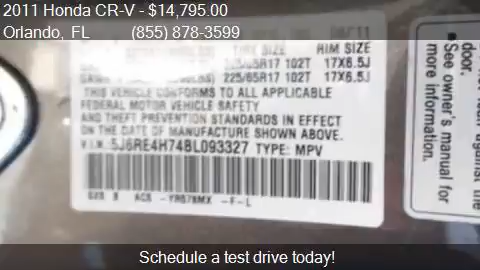 2011 Honda CR-V - $14,795.00
Orlando, FL (855) 878-3599
TIRE SIZE RIM SIZE
225/65R17 102T 17X6.5J
225/65R17 102T 17X6.5J
THIS VEHICLE CONFORMS TO ALL APPLICABLE
FEDERAL MOTOR VEHICLE SAFETY
AND THEFT PREVENTION STANDARDS IN EFFECT
ON THE DATE OF MANUFACTURE SHOWN ABOVE.
V.I.N.: 5J6RE4H74BL093327 TYPE: MPV
door.
See owner's manual for
more information.
Schedule a test drive today!